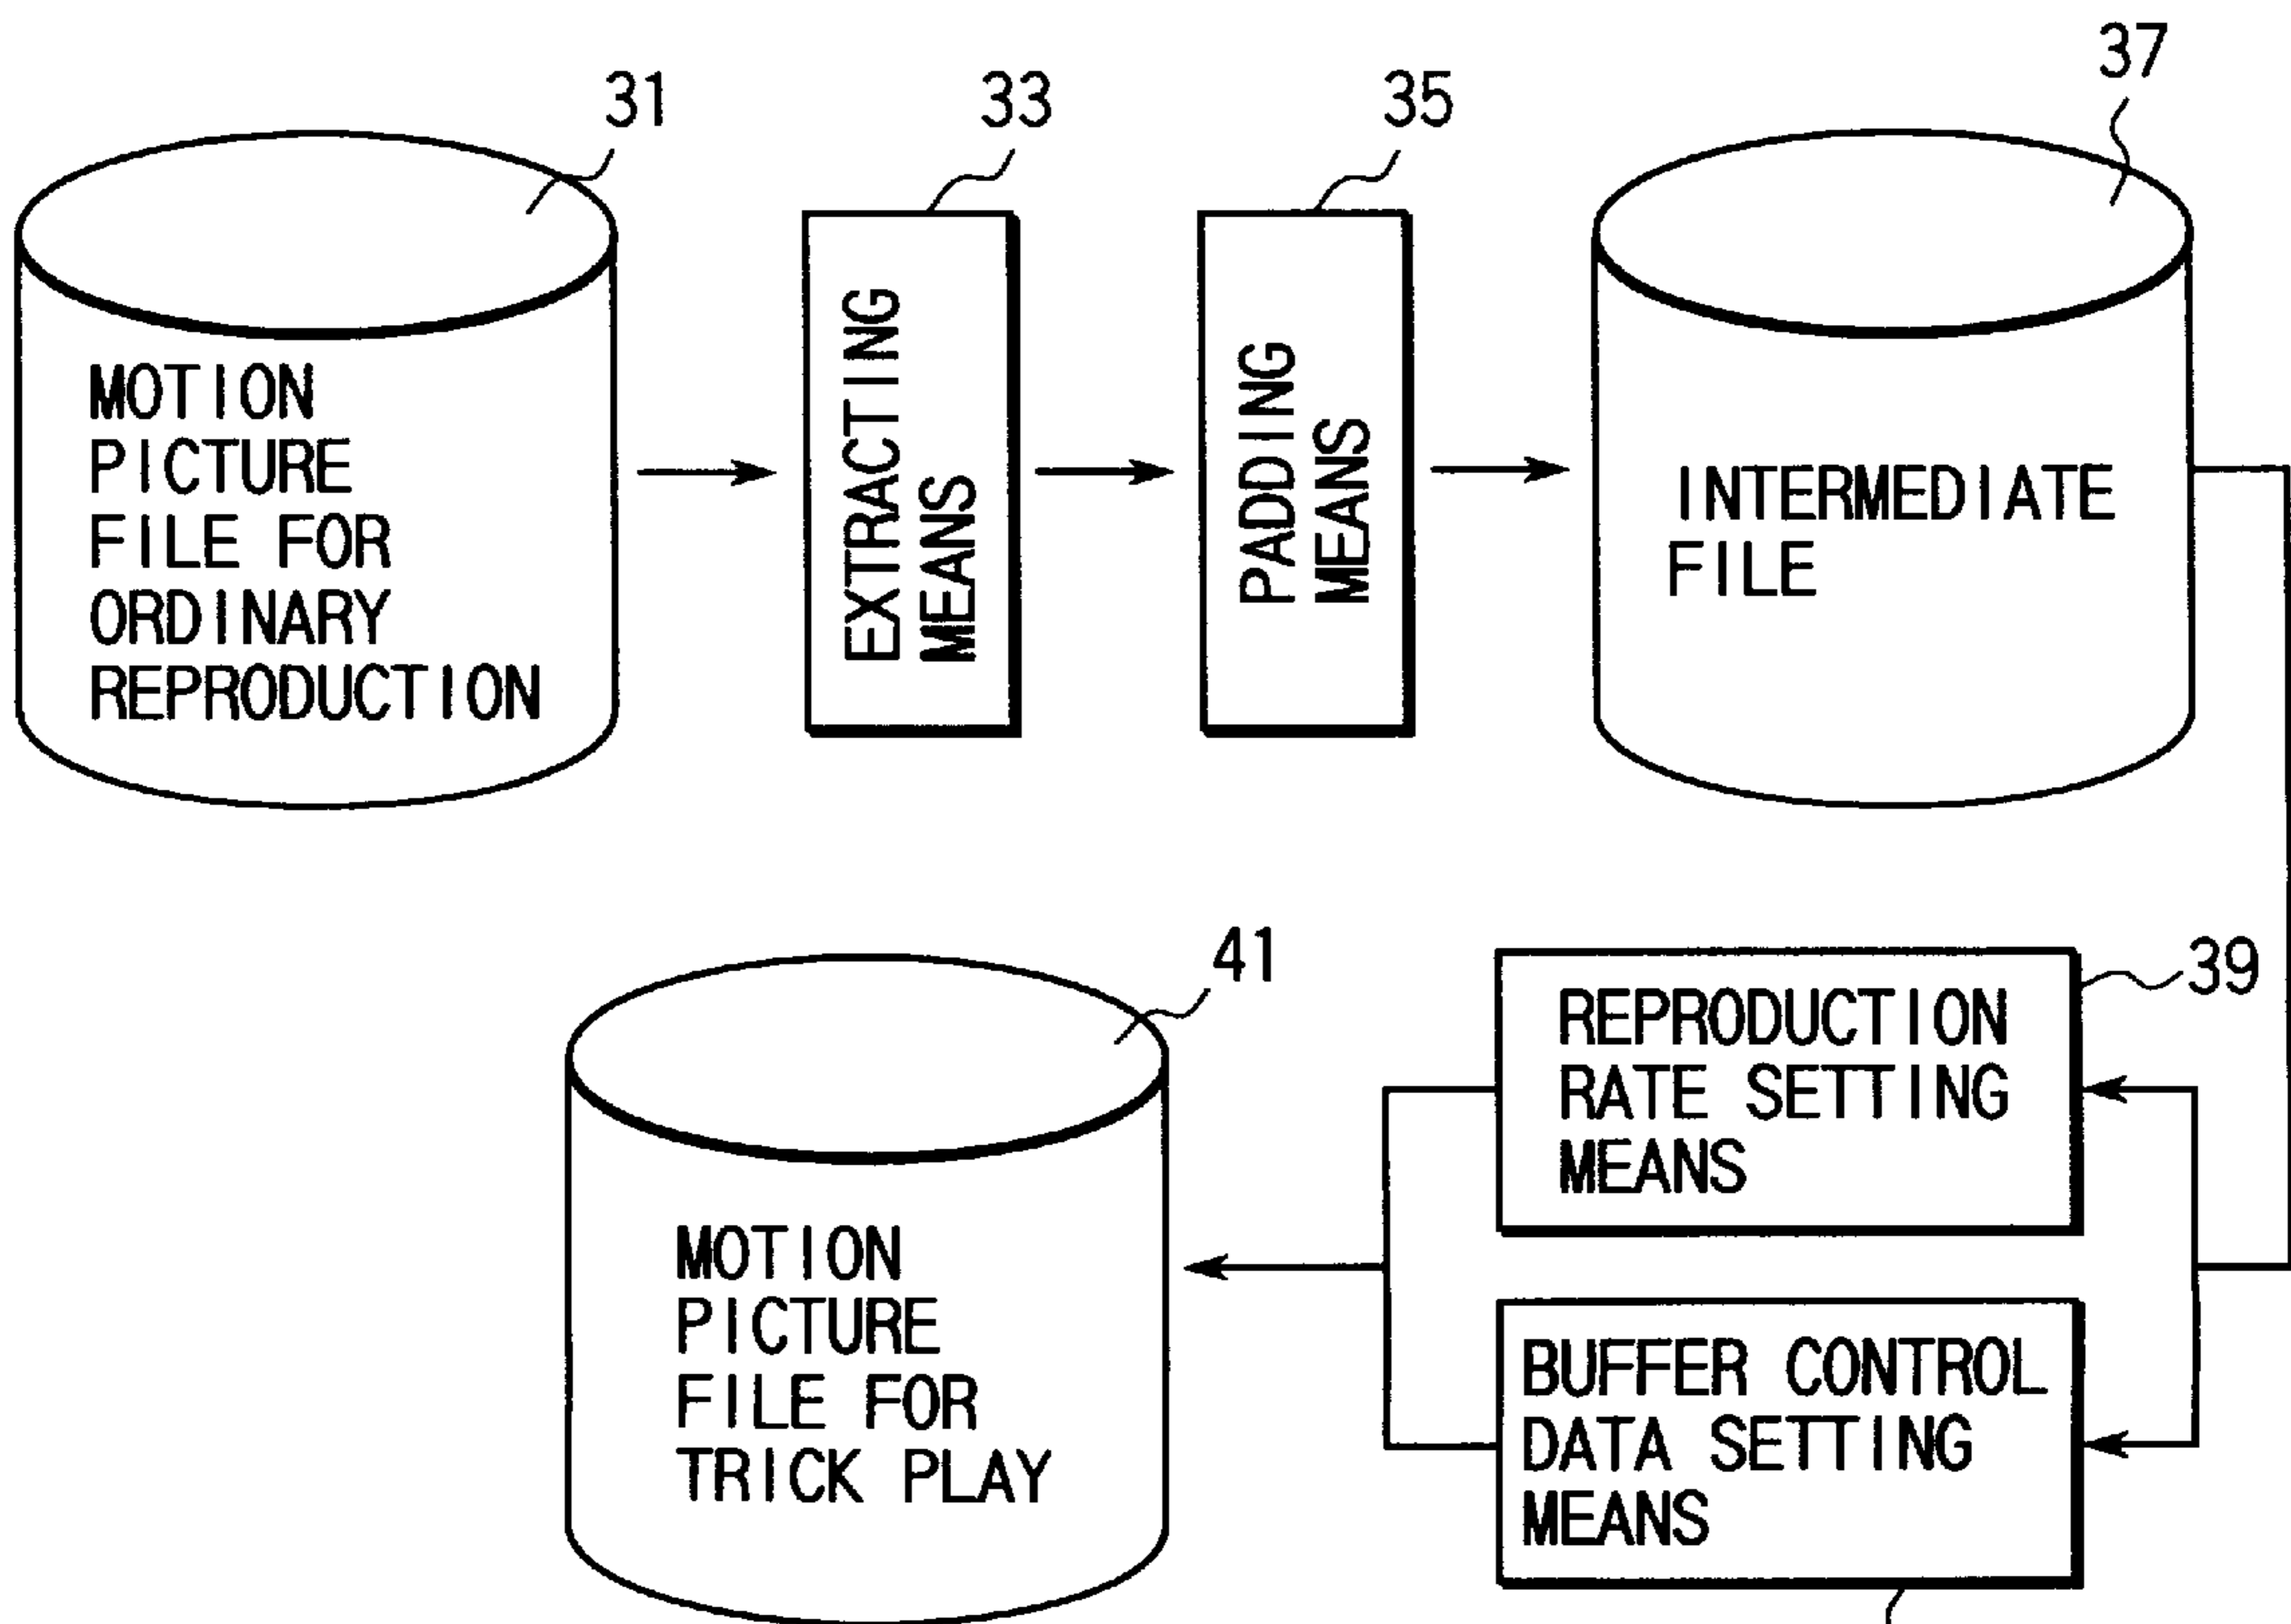 31
33
35
37
MOTION
PICTURE
FILE FOR
ORDINARY
REPRODUCTION
EXTRACTING
MEANS
PADDING
MEANS
INTERMEDIATE
FILE
41
39
REPRODUCTION
RATE SETTING
MEANS
MOTION
PICTURE
FILE FOR
TRICK PLAY
BUFFER CONTROL
DATA SETTING
MEANS